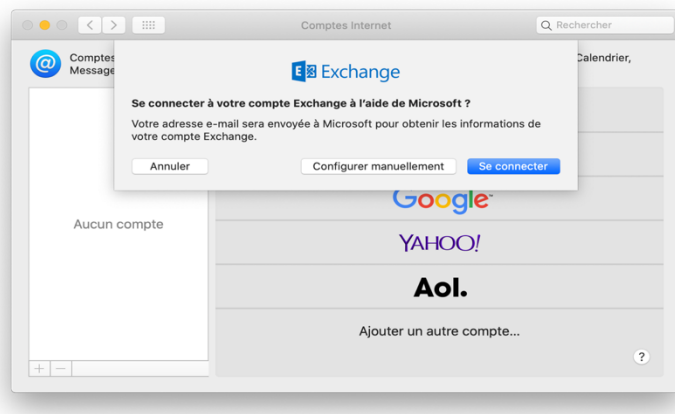 Comptes Internet
Rechercher
Comptes
Calendrier,
Message
E Exchange
Se connecter à votre compte Exchange à l'aide de Microsoft ?
Votre adresse e-mail sera envoyée à Microsoft pour obtenir les informations de
votre compte Exchange.
Annuler
Configurer manuellement
Se connecter
Aucun compte
Google
YAHOO!
Aol.
Ajouter un autre compte...
?
+ −